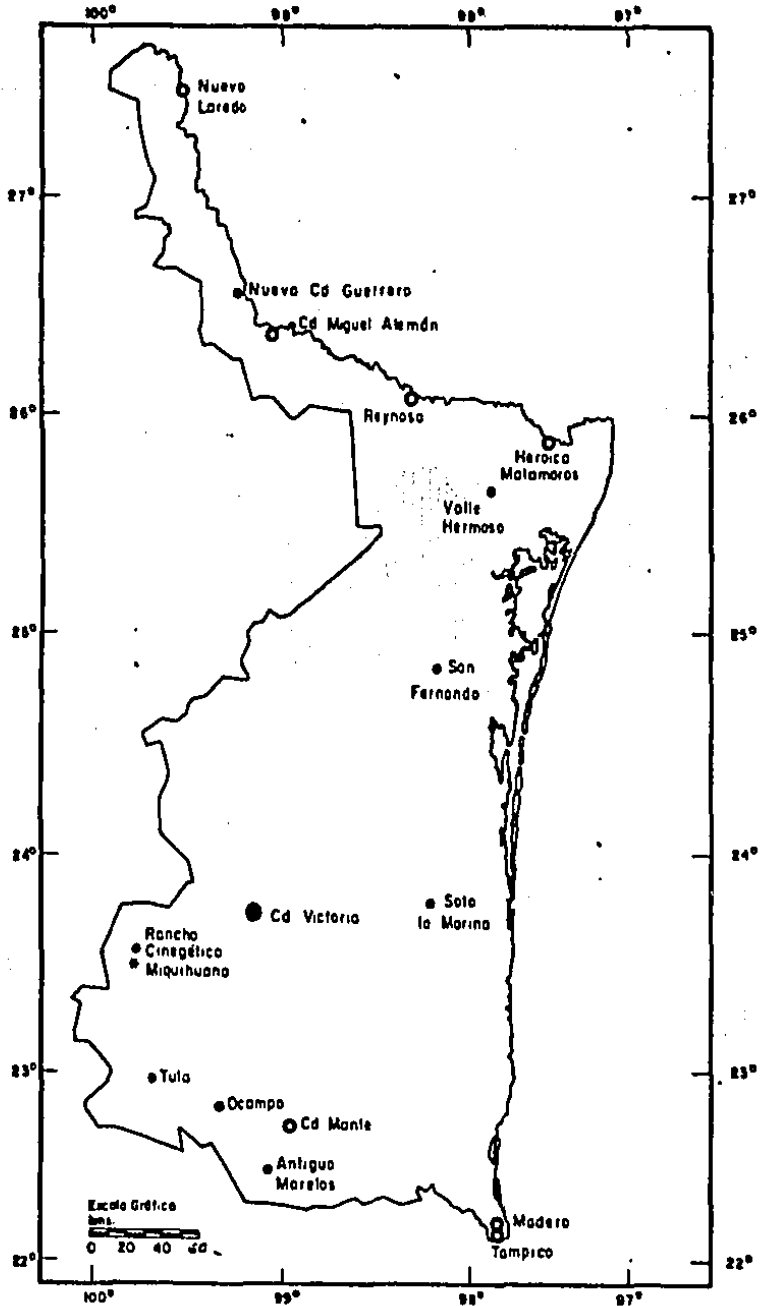 100°
99°
98°
97°
Nuevo
Laredo
27°
27°
Nueva Cd Guerrero
Cd Miguel Alemán
26°
26°
Reynosa
Heroica
Matamoros
Valle
Hermoso
25°
25°
San
Fernando
24°
24°
Soto
la Marina
Cd Victoria
Rancho
Cinegético
Miquihuana
23°
23°
Tula
Ocampo
Cd Mante
Antiguo
Morelos
Escala Gráfica
kms.
0 20 40 60
Madero
Tampico
22°
22°
100°
99°
98°
97°